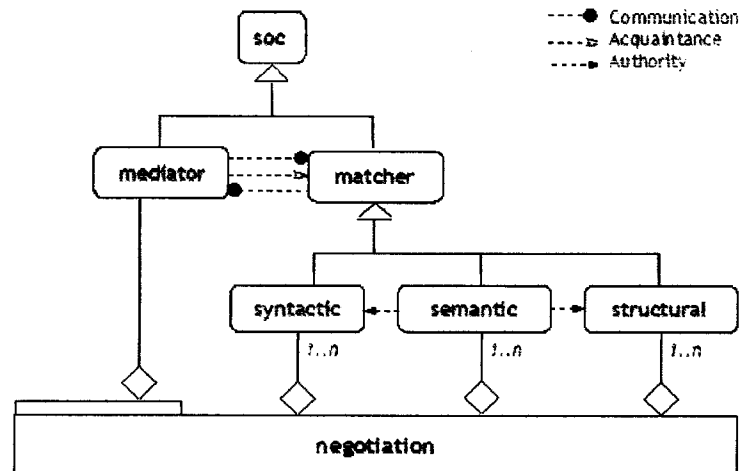 soc
Communication
Acquaintance
Authority
mediator
matcher
syntactic
semantic
structural
1..n
1..n
1..n
negotiation